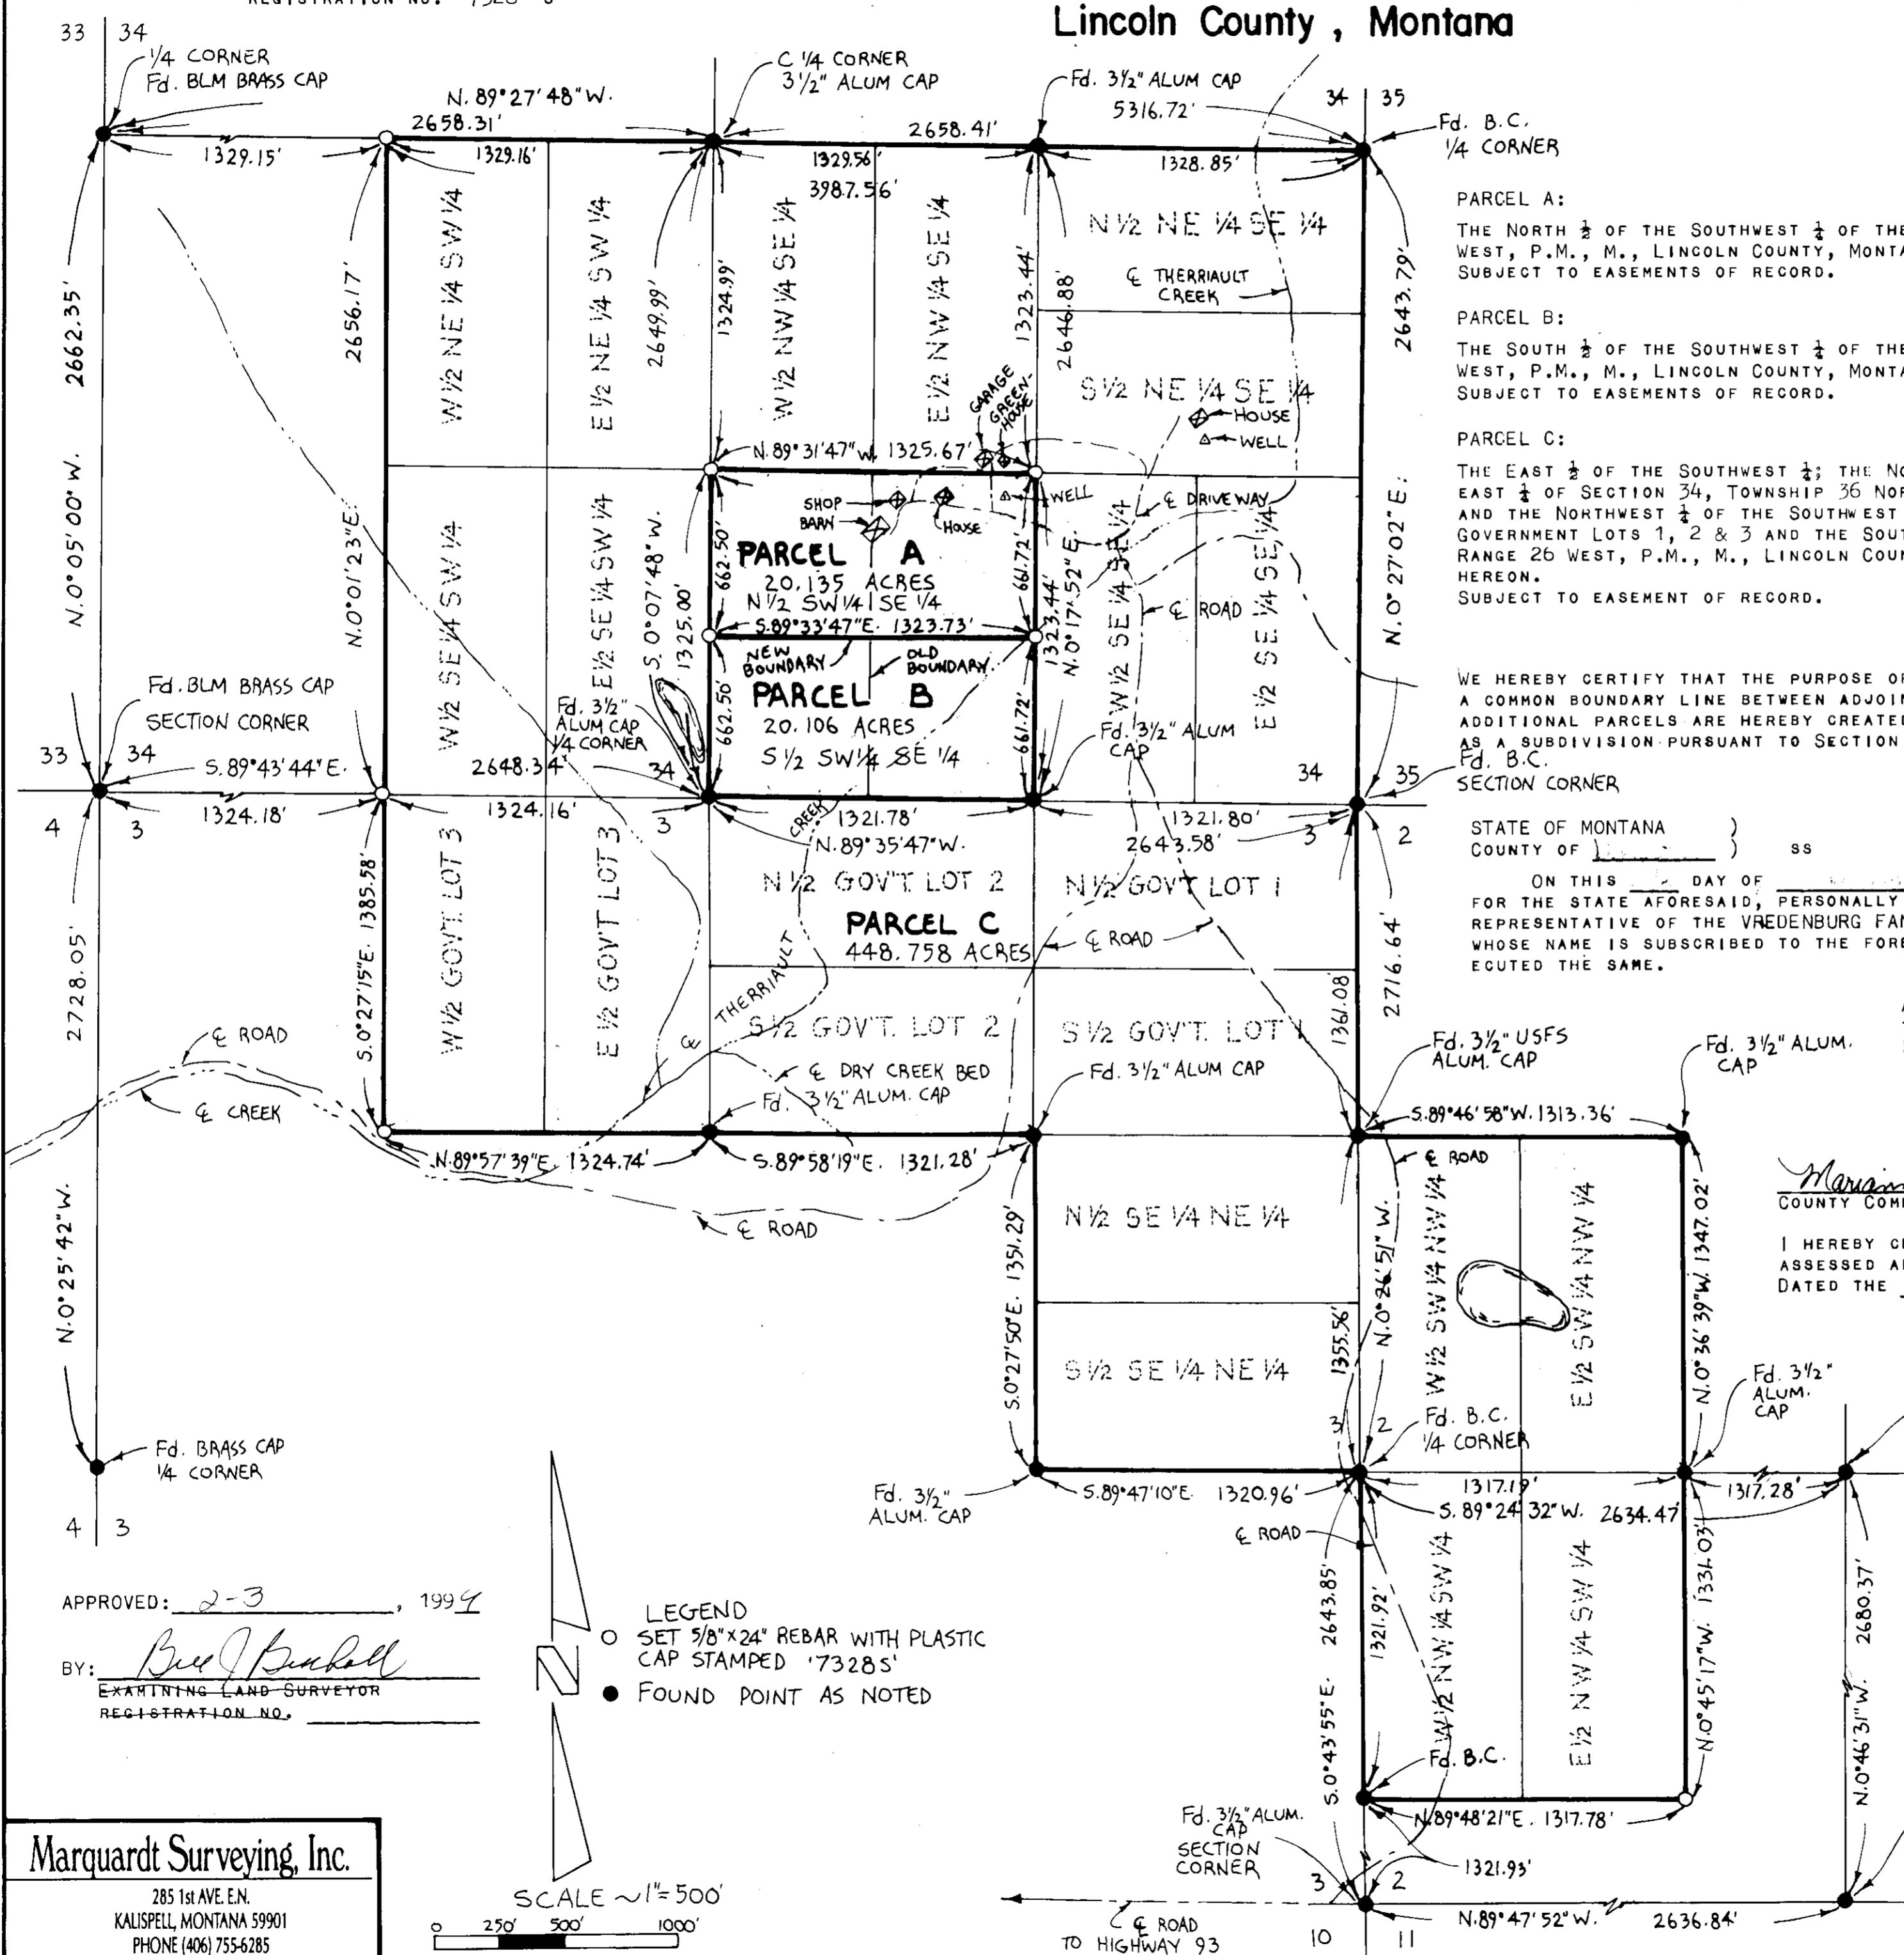 REGISTRATION NO. 7328 S
Lincoln County, Montana
33 34
1/4 CORNER
Fd. BLM BRASS CAP
C 1/4 CORNER
3 1/2" ALUM CAP
Fd. 3 1/2" ALUM CAP
5316.72'
34 35
Fd. B.C.
1/4 CORNER
N. 89°27'48" W.
2658.31'
2658.41'
1329.15'
1329.16'
1329.56'
3987.56'
1328.85'
PARCEL A:
THE NORTH 1/2 OF THE SOUTHWEST 1/4 OF THE
WEST, P.M., M., LINCOLN COUNTY, MONTA
SUBJECT TO EASEMENTS OF RECORD.
PARCEL B:
THE SOUTH 1/2 OF THE SOUTHWEST 1/4 OF THE
WEST, P.M., M., LINCOLN COUNTY, MONTA
SUBJECT TO EASEMENTS OF RECORD.
PARCEL C:
THE EAST 1/2 OF THE SOUTHWEST 1/4; THE NO
EAST 1/4 OF SECTION 34, TOWNSHIP 36 NOR
AND THE NORTHWEST 1/4 OF THE SOUTHWEST
GOVERNMENT LOTS 1, 2 & 3 AND THE SOUT
RANGE 26 WEST, P.M., M., LINCOLN COUN
HEREON.
SUBJECT TO EASEMENT OF RECORD.
WE HEREBY CERTIFY THAT THE PURPOSE OF
A COMMON BOUNDARY LINE BETWEEN ADJOIN
ADDITIONAL PARCELS ARE HEREBY CREATED
AS A SUBDIVISION PURSUANT TO SECTION
Fd. B.C.
SECTION CORNER
STATE OF MONTANA )
COUNTY OF ) SS
ON THIS DAY OF
FOR THE STATE AFORESAID, PERSONALLY
REPRESENTATIVE OF THE VREDENBURG FAM
WHOSE NAME IS SUBSCRIBED TO THE FORE
ECUTED THE SAME.
2662.35'
N.0°05'00" W.
2656.17'
N.0°01'23"E.
W 1/2 NE 1/4 SW 1/4
E 1/2 NE 1/4 SW 1/4
2649.99'
1324.99'
W 1/2 NW 1/4 SE 1/4
E 1/2 NW 1/4 SE 1/4
1323.44'
2646.88'
N 1/2 NE 1/4 SE 1/4
℄ THERRIAULT
CREEK
2643.79'
N.0°27'02"E.
S 1/2 NE 1/4 SE 1/4
HOUSE
WELL
GARAGE
GREEN-
HOUSE
N.89°31'47"W. 1325.67'
SHOP
BARN
HOUSE
WELL
℄ DRIVEWAY
PARCEL A
20.135 ACRES
N 1/2 SW 1/4 SE 1/4
S.89°33'47"E. 1323.73'
NEW
BOUNDARY
OLD
BOUNDARY
PARCEL B
20.106 ACRES
S 1/2 SW 1/4 SE 1/4
662.50'
662.50'
661.72'
661.72'
S.0°07'48"W.
1325.00'
1323.44'
N.0°17'52"E.
W 1/2 SE 1/4 SW 1/4
E 1/2 SE 1/4 SW 1/4
W 1/2 SE 1/4 SE 1/4
E 1/2 SE 1/4 SE 1/4
℄ ROAD
Fd. BLM BRASS CAP
SECTION CORNER
33 34
S.89°43'44"E.
4 3
1324.18'
Fd. 3 1/2"
ALUM CAP
1/4 CORNER
2648.34'
34
1324.16'
3
Fd. 3 1/2" ALUM
CAP
34 35
1321.78'
N.89°35'47"W.
1321.80'
2643.58'
3 2
CREEK
N 1/2 GOV'T. LOT 2
N 1/2 GOV'T LOT 1
PARCEL C
448.758 ACRES
℄ ROAD
W 1/2 GOV'T. LOT 3
E 1/2 GOV'T LOT 3
℄ THERRIAULT
S 1/2 GOV'T. LOT 2
S 1/2 GOV'T. LOT 1
2728.05'
N.0°25'42"W.
S.0°27'15"E. 1385.58'
1361.08
2716.64'
℄ ROAD
℄ CREEK
℄ DRY CREEK BED
Fd. 3 1/2" ALUM. CAP
Fd. 3 1/2" ALUM CAP
Fd. 3 1/2" USFS
ALUM. CAP
Fd. 3 1/2" ALUM.
CAP
S.89°46'58"W. 1313.36'
N.89°57'39"E. 1324.74'
S.89°58'19"E. 1321.28'
℄ ROAD
℄ ROAD
N 1/2 SE 1/4 NE 1/4
S 1/2 SE 1/4 NE 1/4
S.0°27'50"E. 1351.29'
1355.56'
N.0°26'51"W.
W 1/2 SW 1/4 NW 1/4
E 1/2 SW 1/4 NW 1/4
N.0°36'39"W. 1347.02'
COUNTY COM
I HEREBY C
ASSESSED A
DATED THE
Fd. 3 1/2"
ALUM.
CAP
3 2
Fd. B.C.
1/4 CORNER
Fd. BRASS CAP
1/4 CORNER
4 3
Fd. 3 1/2"
ALUM. CAP
S.89°47'10"E. 1320.96'
1317.19'
S.89°24'32"W. 2634.47'
1317.28'
℄ ROAD
S.0°43'55"E. 2643.85'
1321.92'
W 1/2 NW 1/4 SW 1/4
E 1/2 NW 1/4 SW 1/4
N.0°45'17"W. 1331.03'
N.0°46'31"W. 2680.37'
Fd. B.C.
N.89°48'21"E. 1317.78'
1321.93'
Fd. 3 1/2" ALUM.
CAP
SECTION
CORNER
3 2
10 11
N.89°47'52"W. 2636.84'
℄ ROAD
TO HIGHWAY 93
APPROVED: 2-3, 1994
BY:
EXAMINING LAND SURVEYOR
REGISTRATION NO.
N
LEGEND
SET 5/8"x24" REBAR WITH PLASTIC
CAP STAMPED '7328S'
FOUND POINT AS NOTED
SCALE ~1"=500'
0 250' 500' 1000'
Marquardt Surveying, Inc.
285 1st AVE. E.N.
KALISPELL, MONTANA 59901
PHONE (406) 755-6285